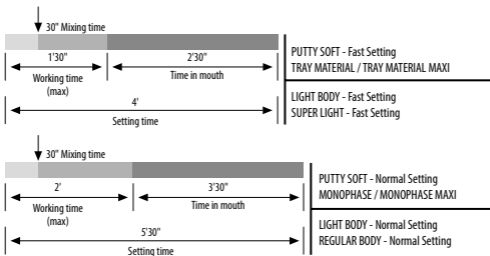 30" Mixing time
1'30"
2'30"
Working time
(max)
Time in mouth
4'
Setting time
PUTTY SOFT - Fast Setting
TRAY MATERIAL / TRAY MATERIAL MAXI
LIGHT BODY - Fast Setting
SUPER LIGHT - Fast Setting
30" Mixing time
2'
3'30"
Working time
(max)
Time in mouth
5'30"
Setting time
PUTTY SOFT - Normal Setting
MONOPHASE / MONOPHASE MAXI
LIGHT BODY - Normal Setting
REGULAR BODY - Normal Setting